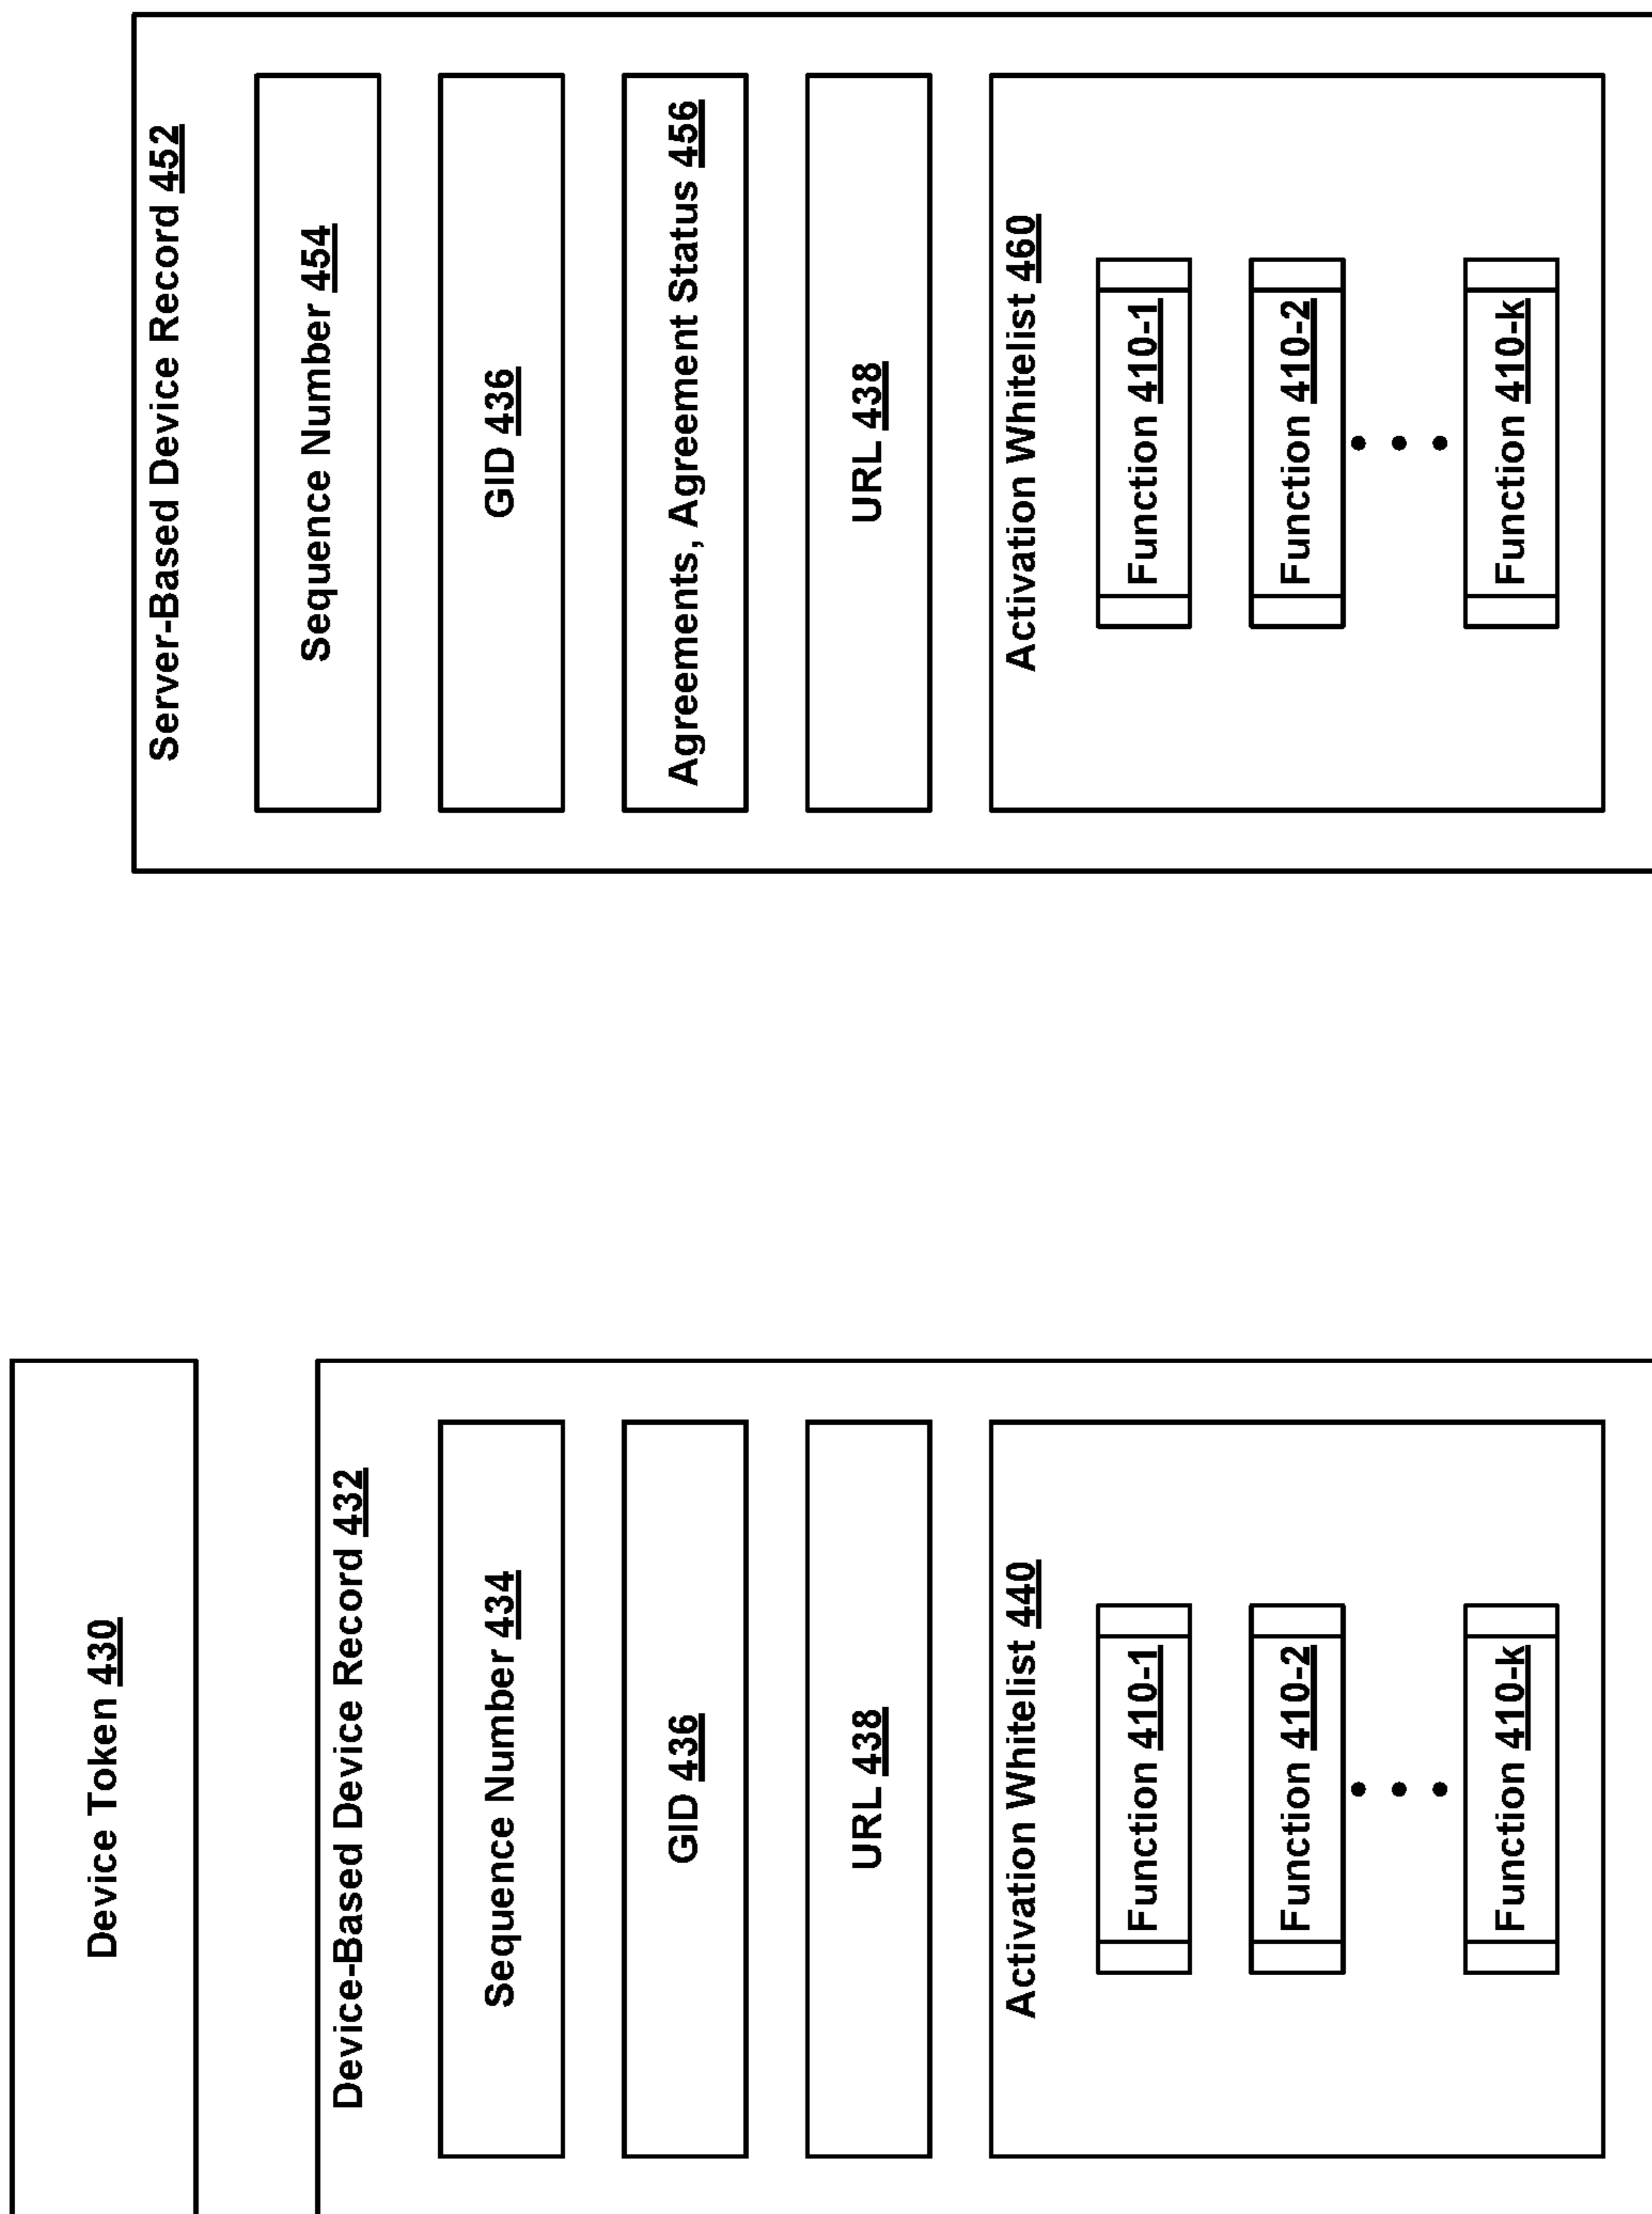 Device Token 430
Device-Based Device Record 432
Sequence Number 434
GID 436
URL 438
Activation Whitelist 440
Function 410-1
Function 410-2
Function 410-k
Server-Based Device Record 452
Sequence Number 454
GID 436
Agreements, Agreement Status 456
URL 438
Activation Whitelist 460
Function 410-1
Function 410-2
Function 410-k